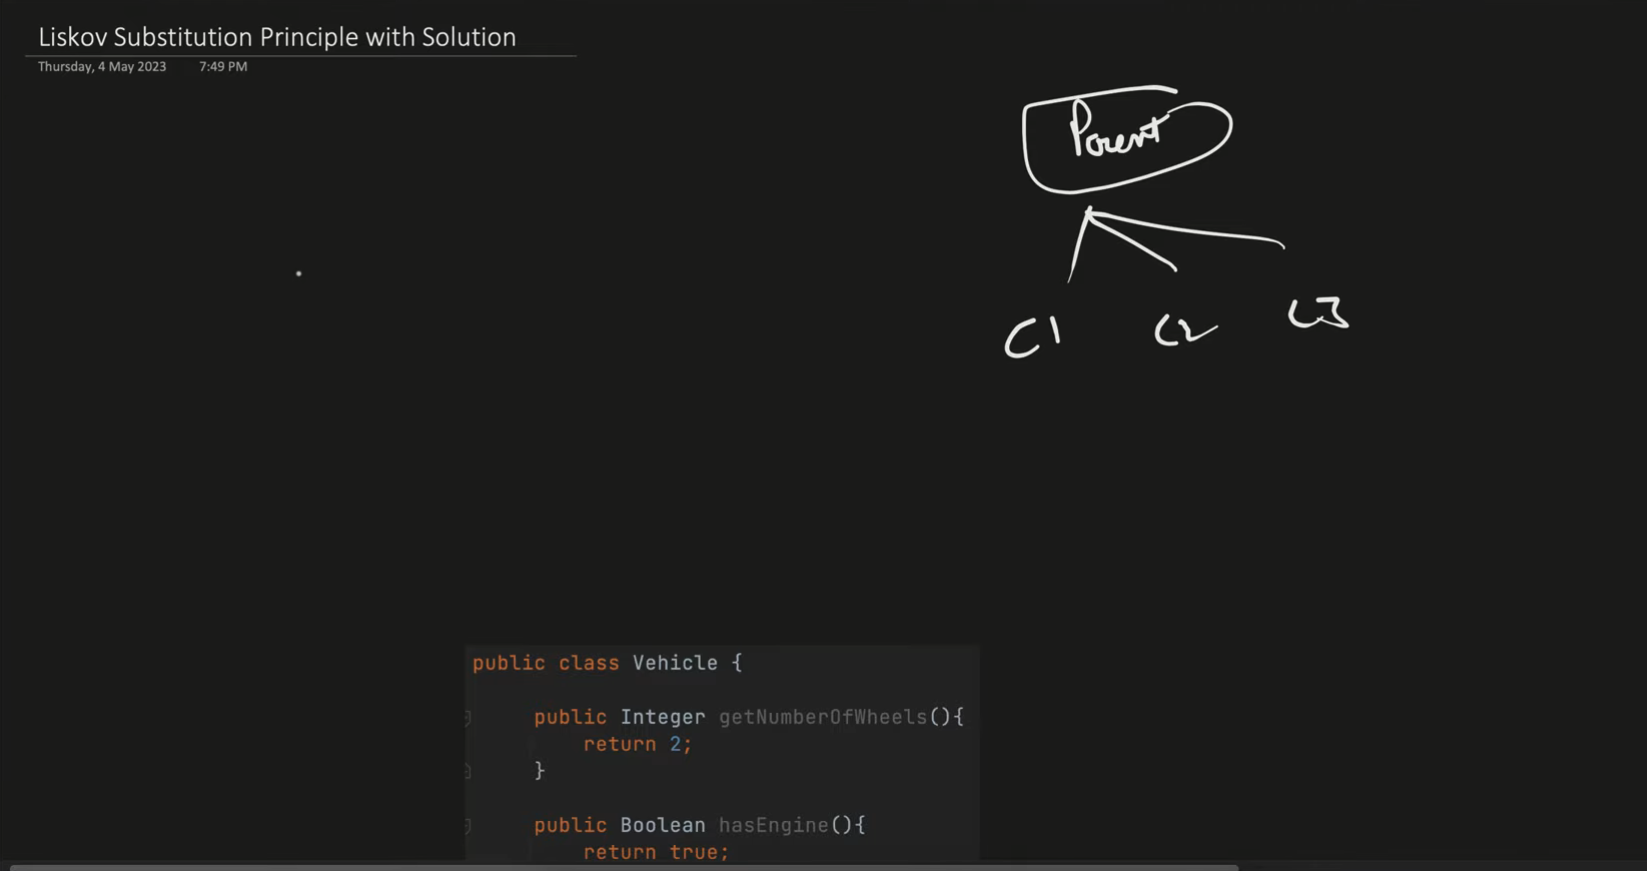 Liskov Substitution Principle with Solution
Thursday, 4 May 2023 7:49 PM
Parent
C1 C2 C3
public class Vehicle {
public Integer getNumberOfWheels(){
return 2;
}
public Boolean hasEngine(){
return true;